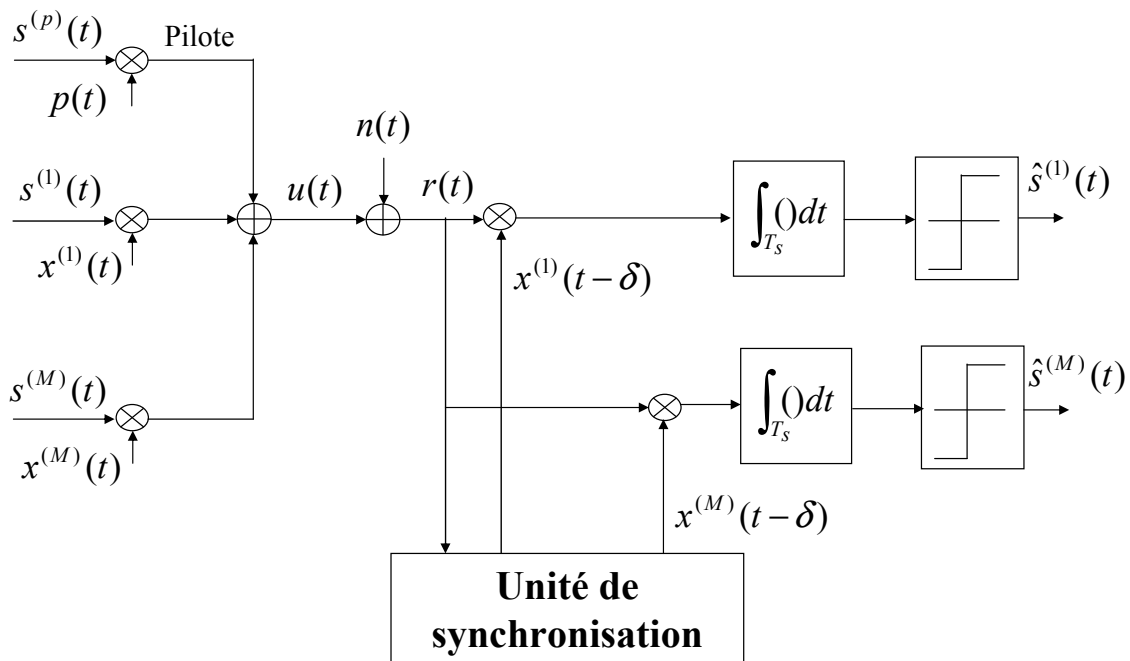 s^{(p)}(t)
Pilote
p(t)
n(t)
s^{(1)}(t)
u(t)
r(t)
x^{(1)}(t)
x^{(1)}(t − δ)
∫_{T_s}()dt
ŝ^{(1)}(t)
s^{(M)}(t)
x^{(M)}(t)
∫_{T_s}()dt
ŝ^{(M)}(t)
x^{(M)}(t − δ)
Unité de
synchronisation